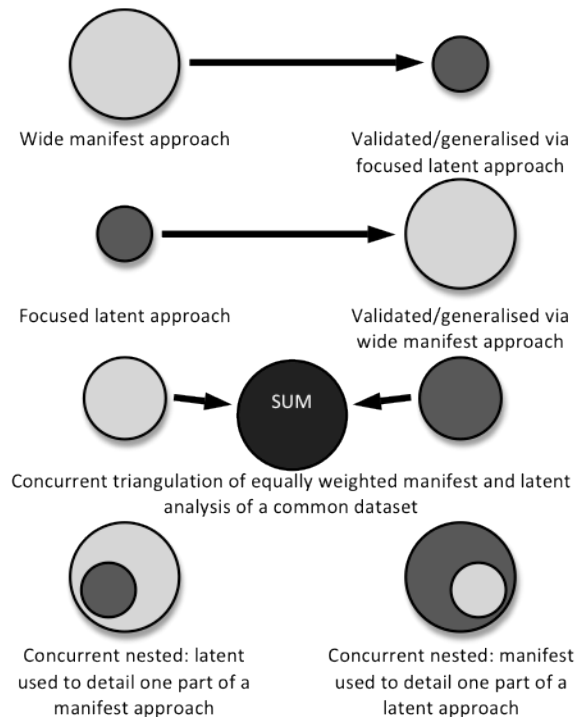 Wide manifest approach
Validated/generalised via
focused latent approach
Focused latent approach
Validated/generalised via
wide manifest approach
SUM
Concurrent triangulation of equally weighted manifest and latent
analysis of a common dataset
Concurrent nested: latent
used to detail one part of a
manifest approach
Concurrent nested: manifest
used to detail one part of a
latent approach